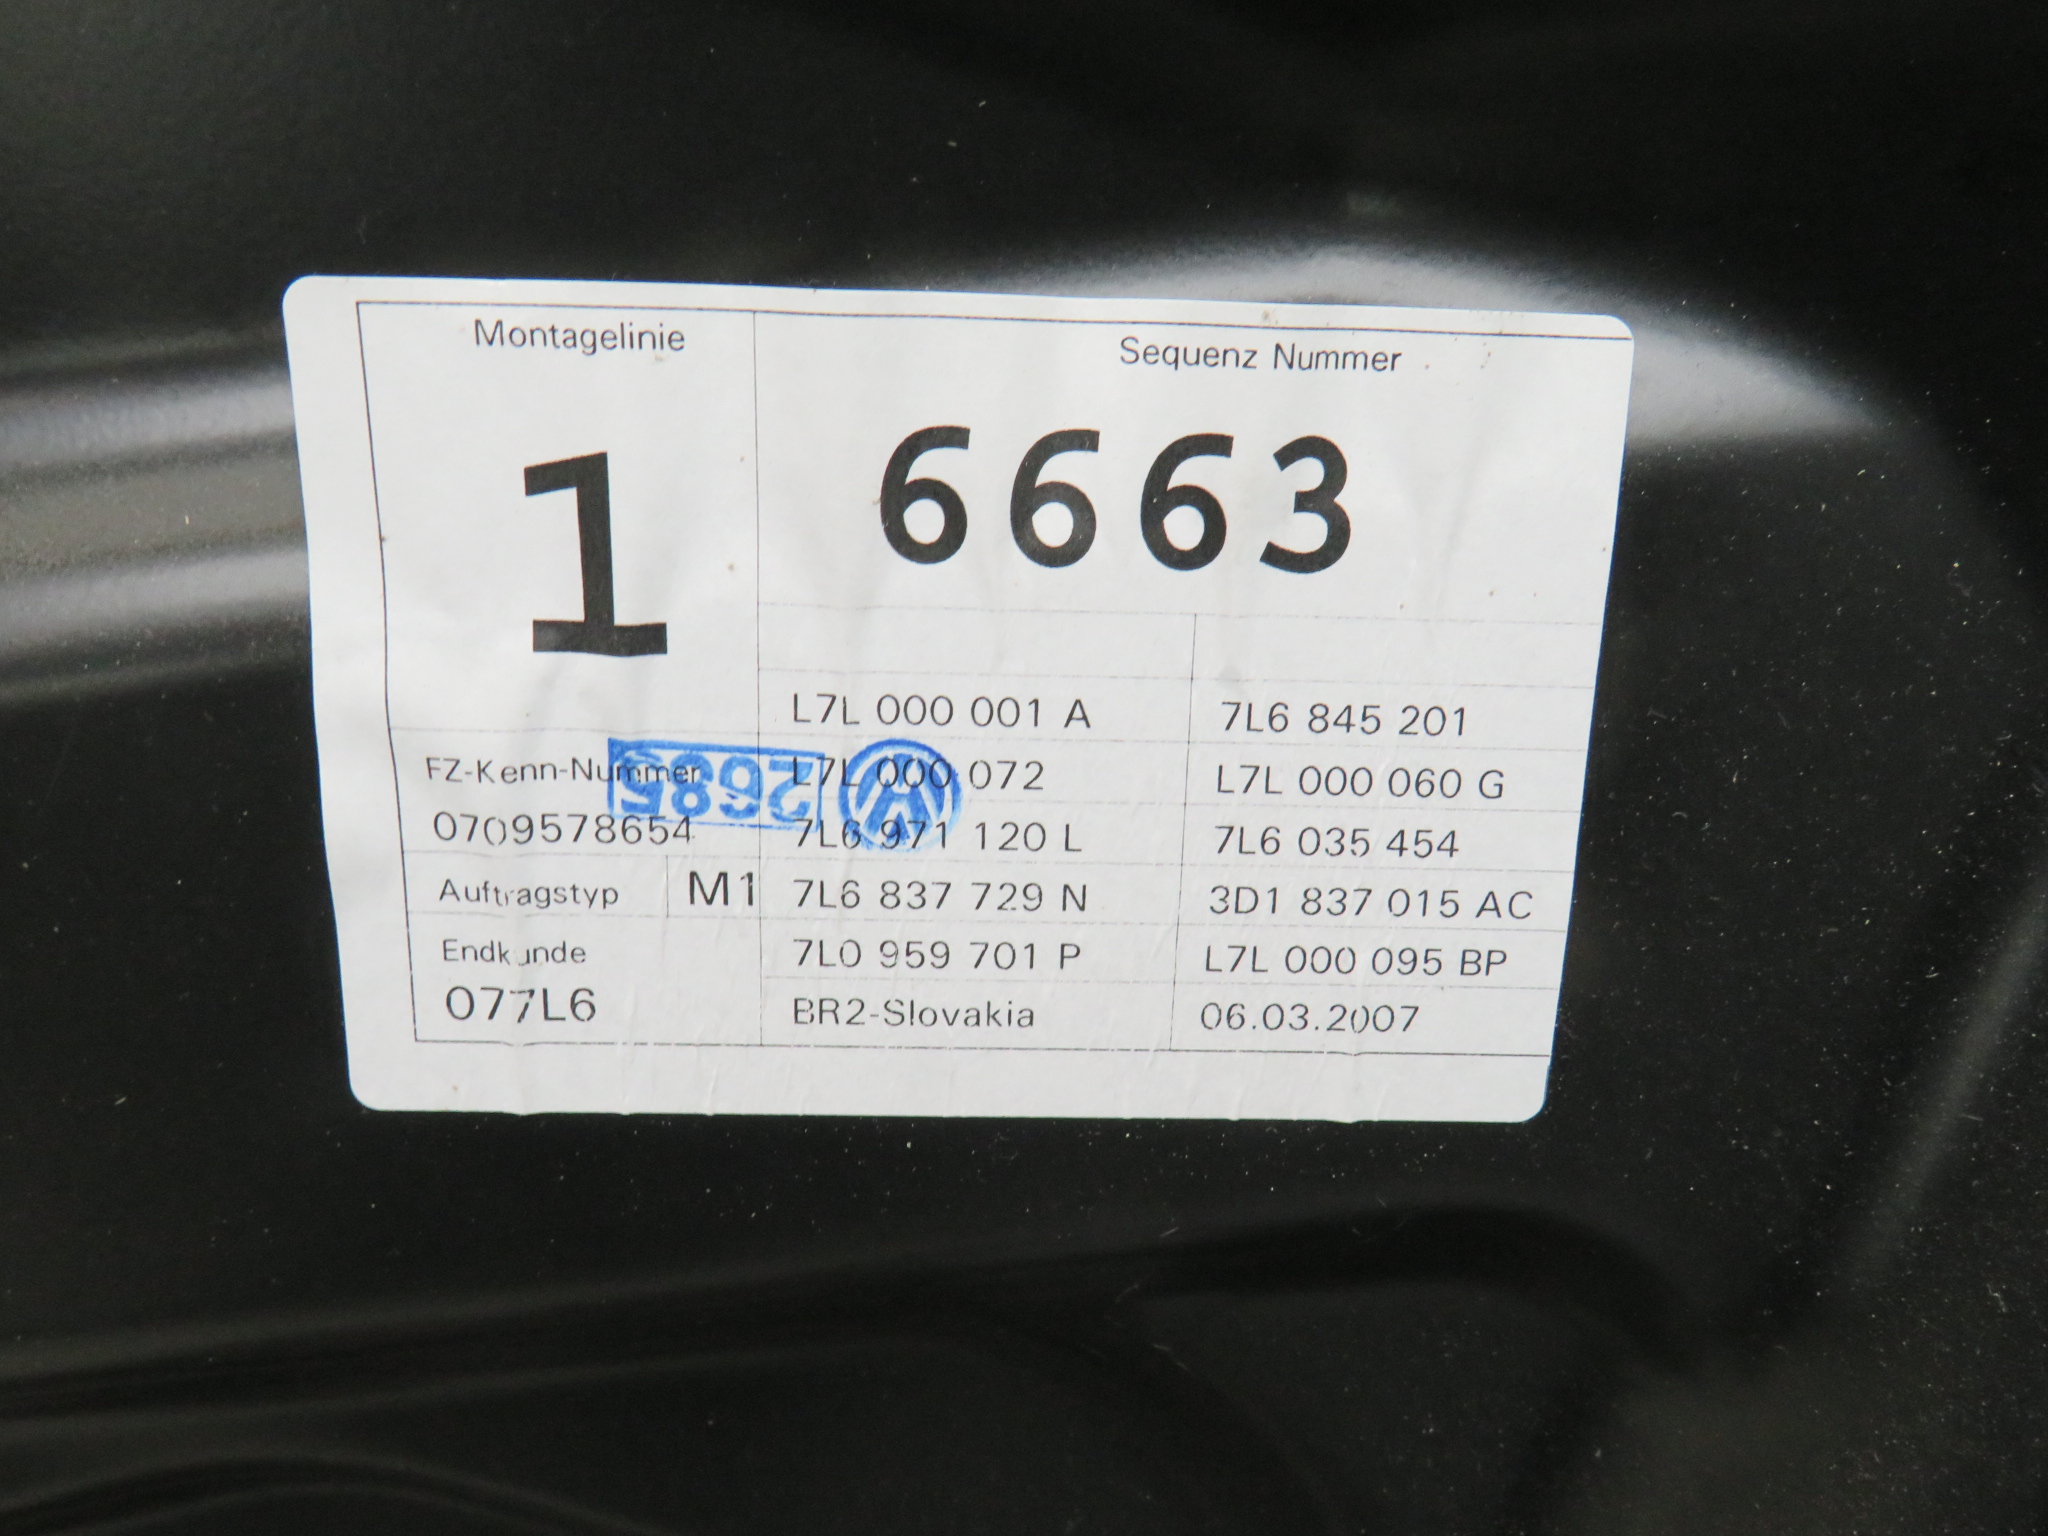 Montagelinie
Sequenz Nummer
1
6663
L7L 000 001 A
7L6 845 201
FZ-Kenn-Nummer
2685
L7L 000 072
L7L 000 060 G
0709578654
7L6 971 120 L
7L6 035 454
Auftragstyp
M1
7L6 837 729 N
3D1 837 015 AC
Endkunde
7L0 959 701 P
L7L 000 095 BP
077L6
BR2-Slovakia
06.03.2007